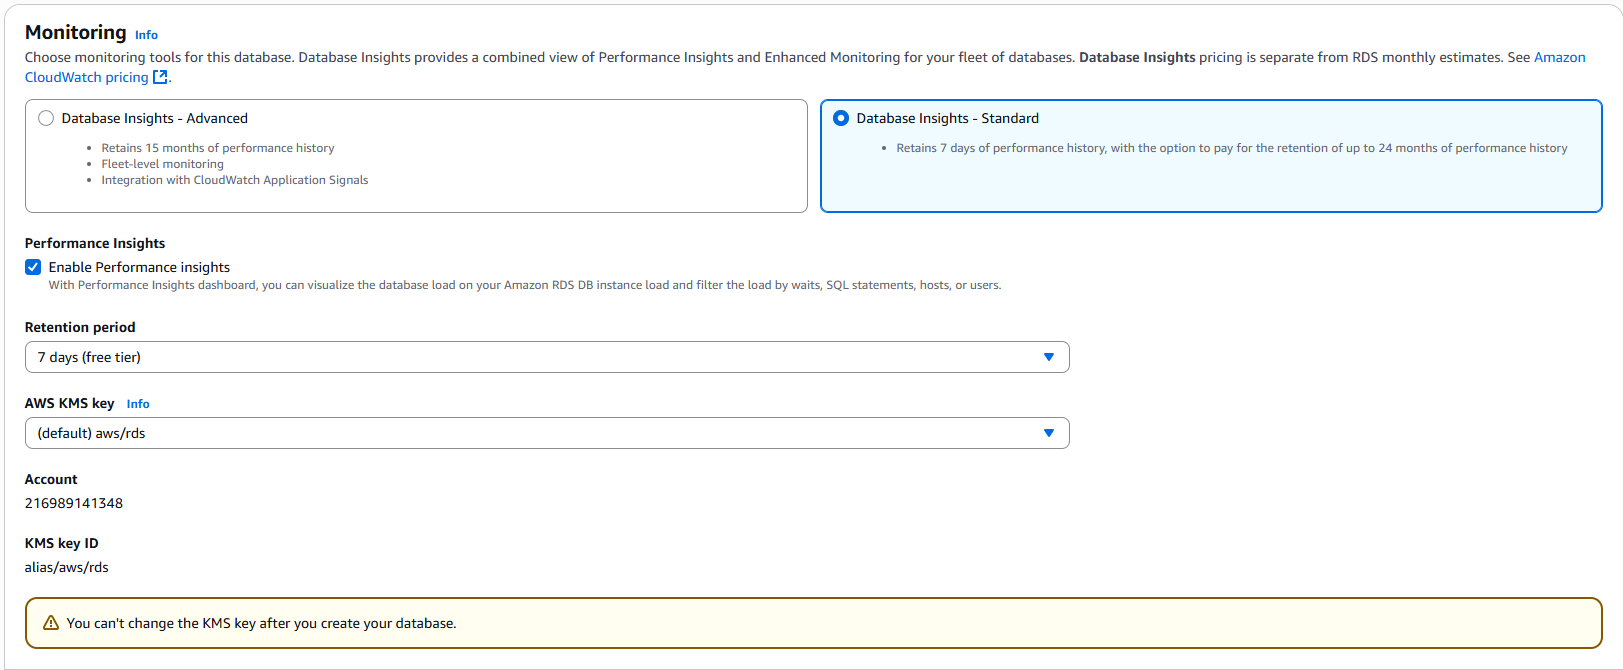 Monitoring Info
Choose monitoring tools for this database. Database Insights provides a combined view of Performance Insights and Enhanced Monitoring for your fleet of databases. Database Insights pricing is separate from RDS monthly estimates. See Amazon
CloudWatch pricing.
Database Insights - Advanced
Retains 15 months of performance history
Fleet-level monitoring
Integration with CloudWatch Application Signals
Database Insights - Standard
Retains 7 days of performance history, with the option to pay for the retention of up to 24 months of performance history
Performance Insights
Enable Performance insights
With Performance Insights dashboard, you can visualize the database load on your Amazon RDS DB instance load and filter the load by waits, SQL statements, hosts, or users.
Retention period
7 days (free tier)
AWS KMS key Info
(default) aws/rds
Account
216989141348
KMS key ID
alias/aws/rds
You can't change the KMS key after you create your database.